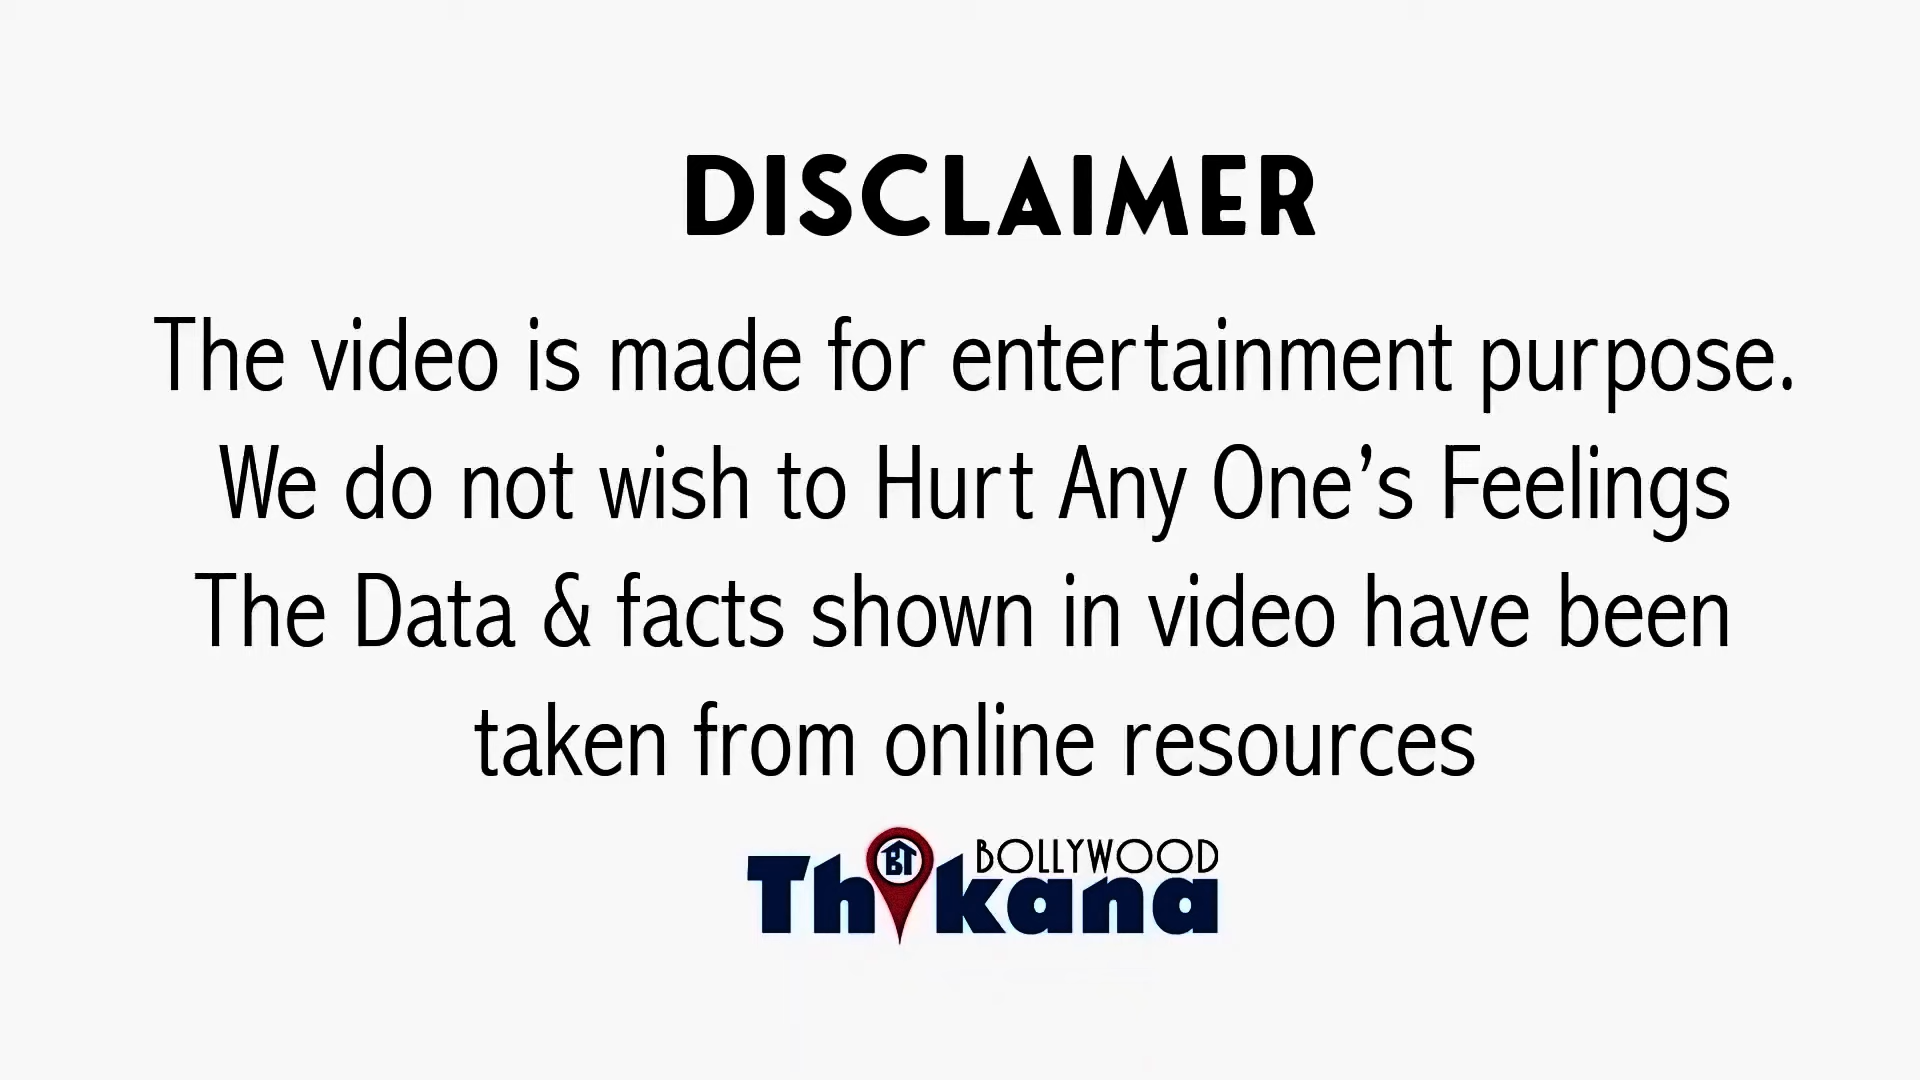 DISCLAIMER
The video is made for entertainment purpose.
We do not wish to Hurt Any One's Feelings
The Data & facts shown in video have been
taken from online resources
BOLLYWOOD
BT
Thikana